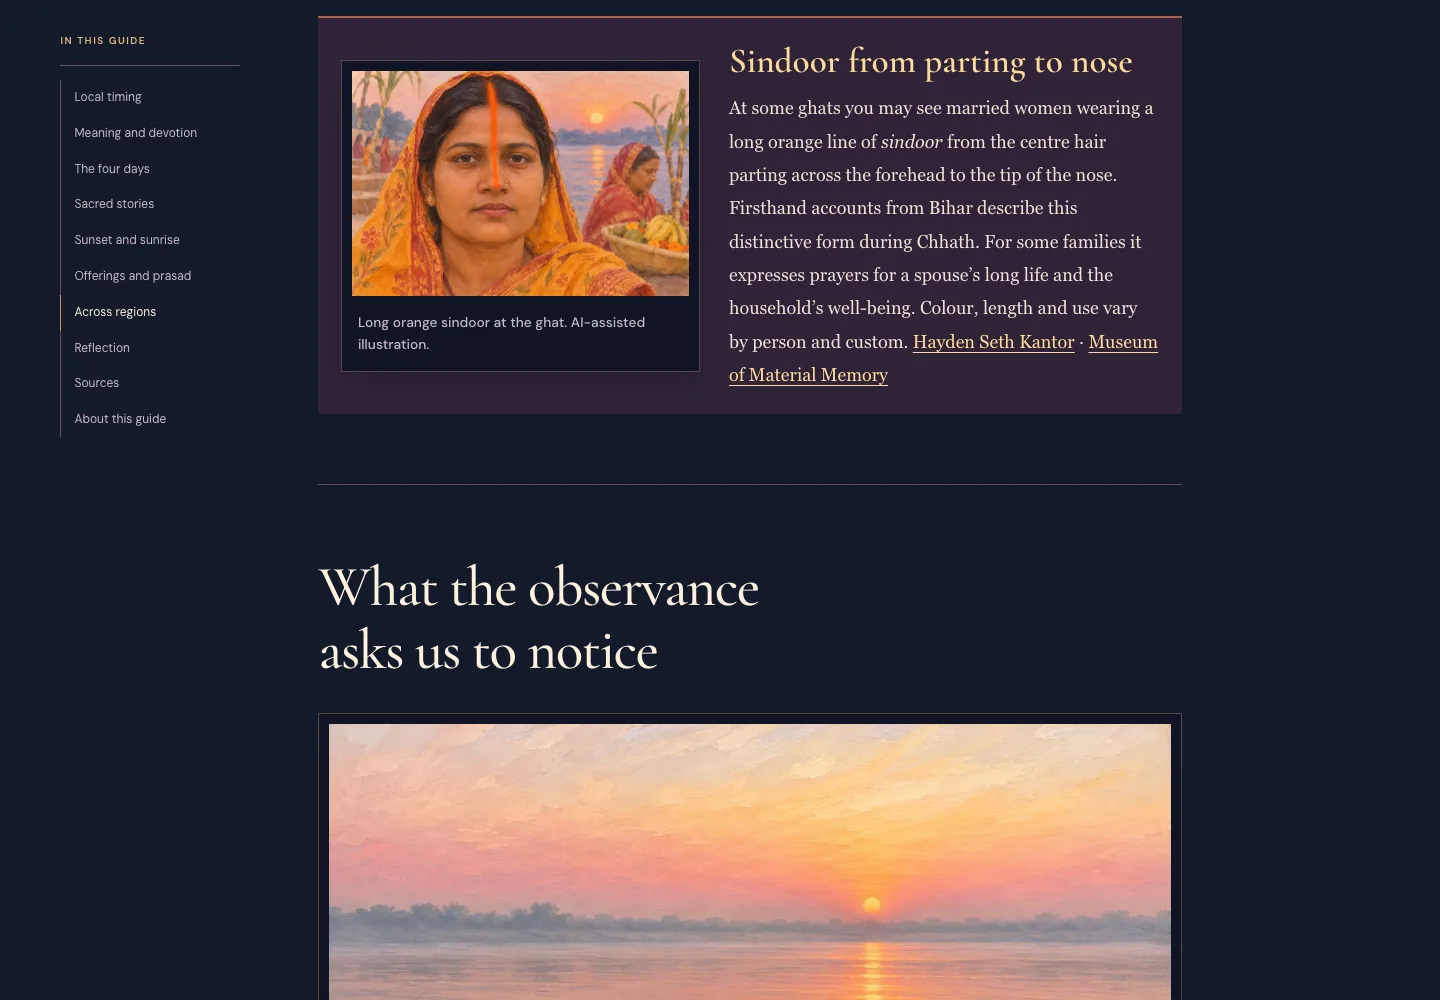 IN THIS GUIDE
Local timing
Meaning and devotion
The four days
Sacred stories
Sunset and sunrise
Offerings and prasad
Across regions
Reflection
Sources
About this guide
Long orange sindoor at the ghat. AI-assisted
illustration.
Sindoor from parting to nose
At some ghats you may see married women wearing a
long orange line of sindoor from the centre hair
parting across the forehead to the tip of the nose.
Firsthand accounts from Bihar describe this
distinctive form during Chhath. For some families it
expresses prayers for a spouse’s long life and the
household’s well-being. Colour, length and use vary
by person and custom. Hayden Seth Kantor · Museum
of Material Memory
What the observance
asks us to notice